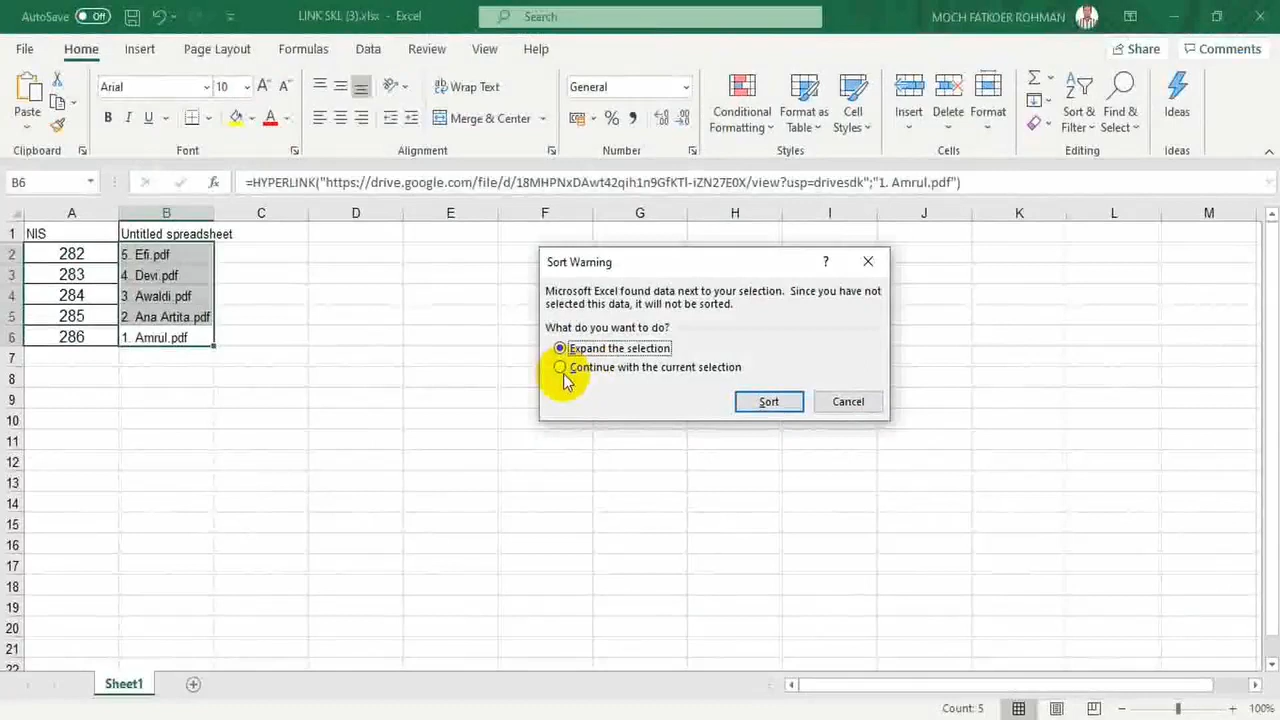 AutoSave Off LINK SKL (3).xlsx - Excel Search MOCH FATKOER ROHMAN
File Home Insert Page Layout Formulas Data Review View Help Share Comments
Arial 10 General
Wrap Text
Paste
Merge & Center
Conditional Formatting
Format as Table
Cell Styles
Insert Delete Format
Sort & Filter
Find & Select
Ideas
Clipboard Font Alignment Number Styles Cells Editing Ideas
B6 =HYPERLINK("https://drive.google.com/file/d/18MHPNxDAwt42qih1n9GfKTl-iZN27E0X/view?usp=drivesdk";"1. Amrul.pdf")
A B C D E F G H I J K L M
1 NIS Untitled spreadsheet
2 282 5. Efi.pdf
3 283 4. Devi.pdf
4 284 3. Awaldi.pdf
5 285 2. Ana Artita.pdf
6 286 1. Amrul.pdf
7
8
9
10
11
12
13
14
15
16
17
18
19
20
21
22
Sort Warning ?
Microsoft Excel found data next to your selection. Since you have not
selected this data, it will not be sorted.
What do you want to do?
Expand the selection
Continue with the current selection
Sort Cancel
Sheet1
Count: 5 100%